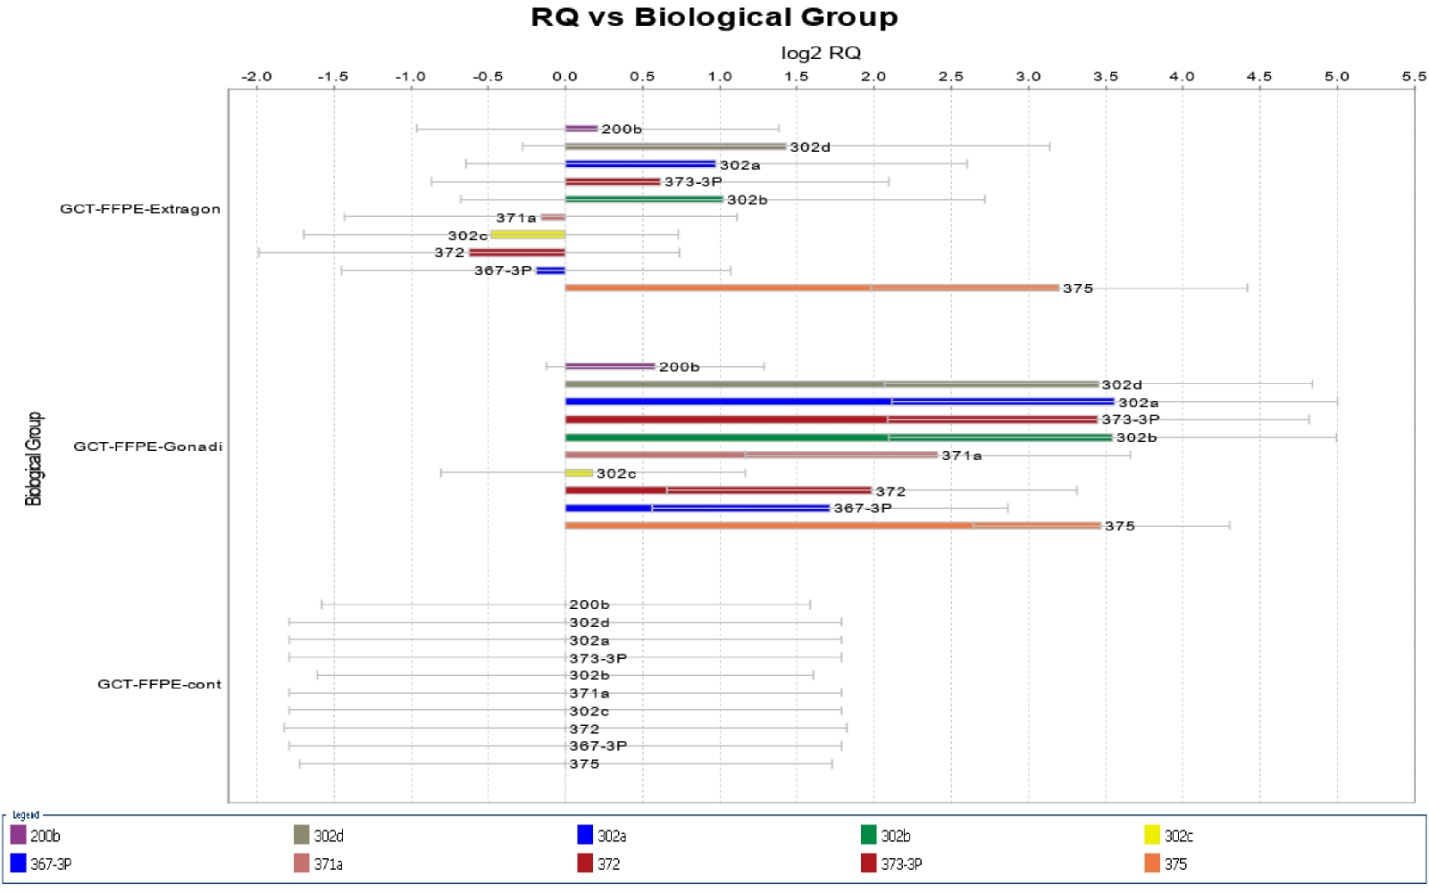 RQ vs Biological Group
log2 RQ
-2.0 -1.5 -1.0 -0.5 0.0 0.5 1.0 1.5 2.0 2.5 3.0 3.5 4.0 4.5 5.0 5.5
Biological Group
GCT-FFPE-Extragon
200b
302d
302a
373-3P
302b
371a
302c
372
367-3P
375
GCT-FFPE-Gonadi
200b
302d
302a
373-3P
302b
371a
302c
372
367-3P
375
GCT-FFPE-cont
200b
302d
302a
373-3P
302b
371a
302c
372
367-3P
375
Legend
200b 302d 302a 302b 302c
367-3P 371a 372 373-3P 375